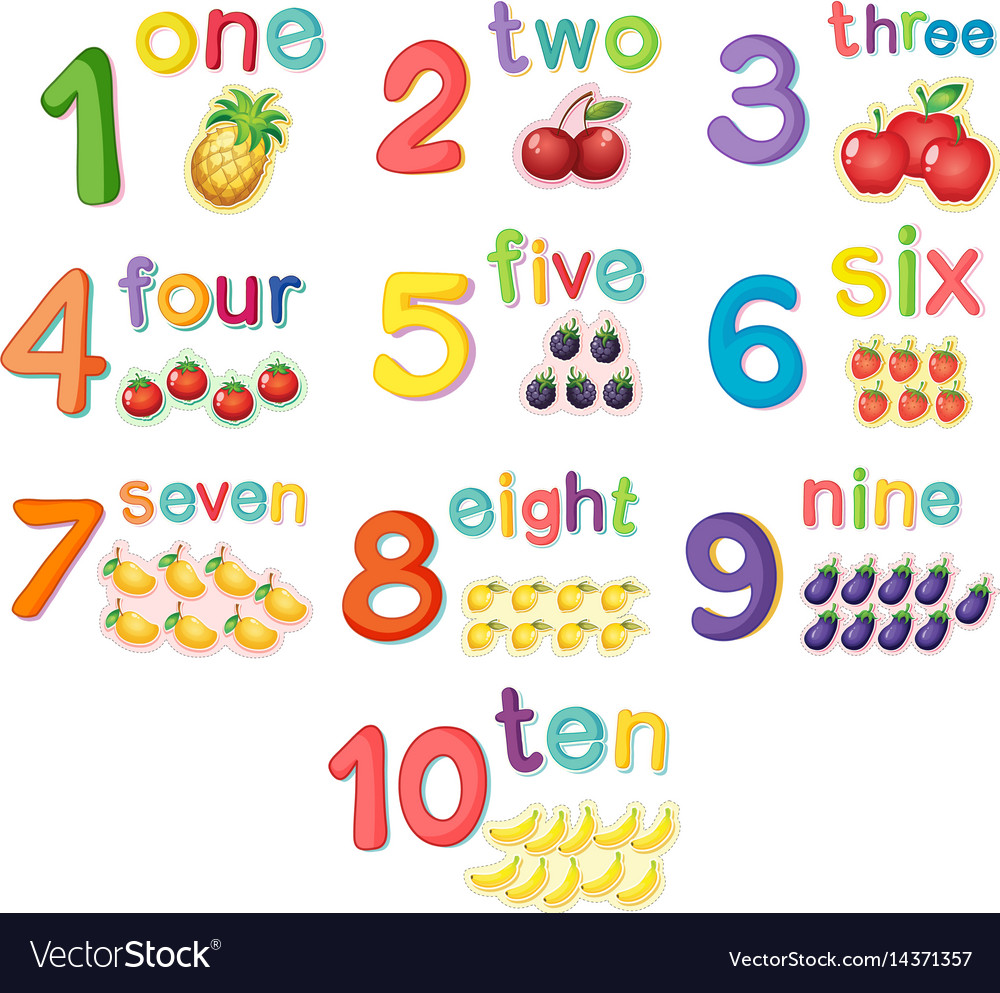 1 one
2 two
3 three
4 four
5 five
6 six
7 seven
8 eight
9 nine
10 ten
VectorStock®
VectorStock.com/14371357